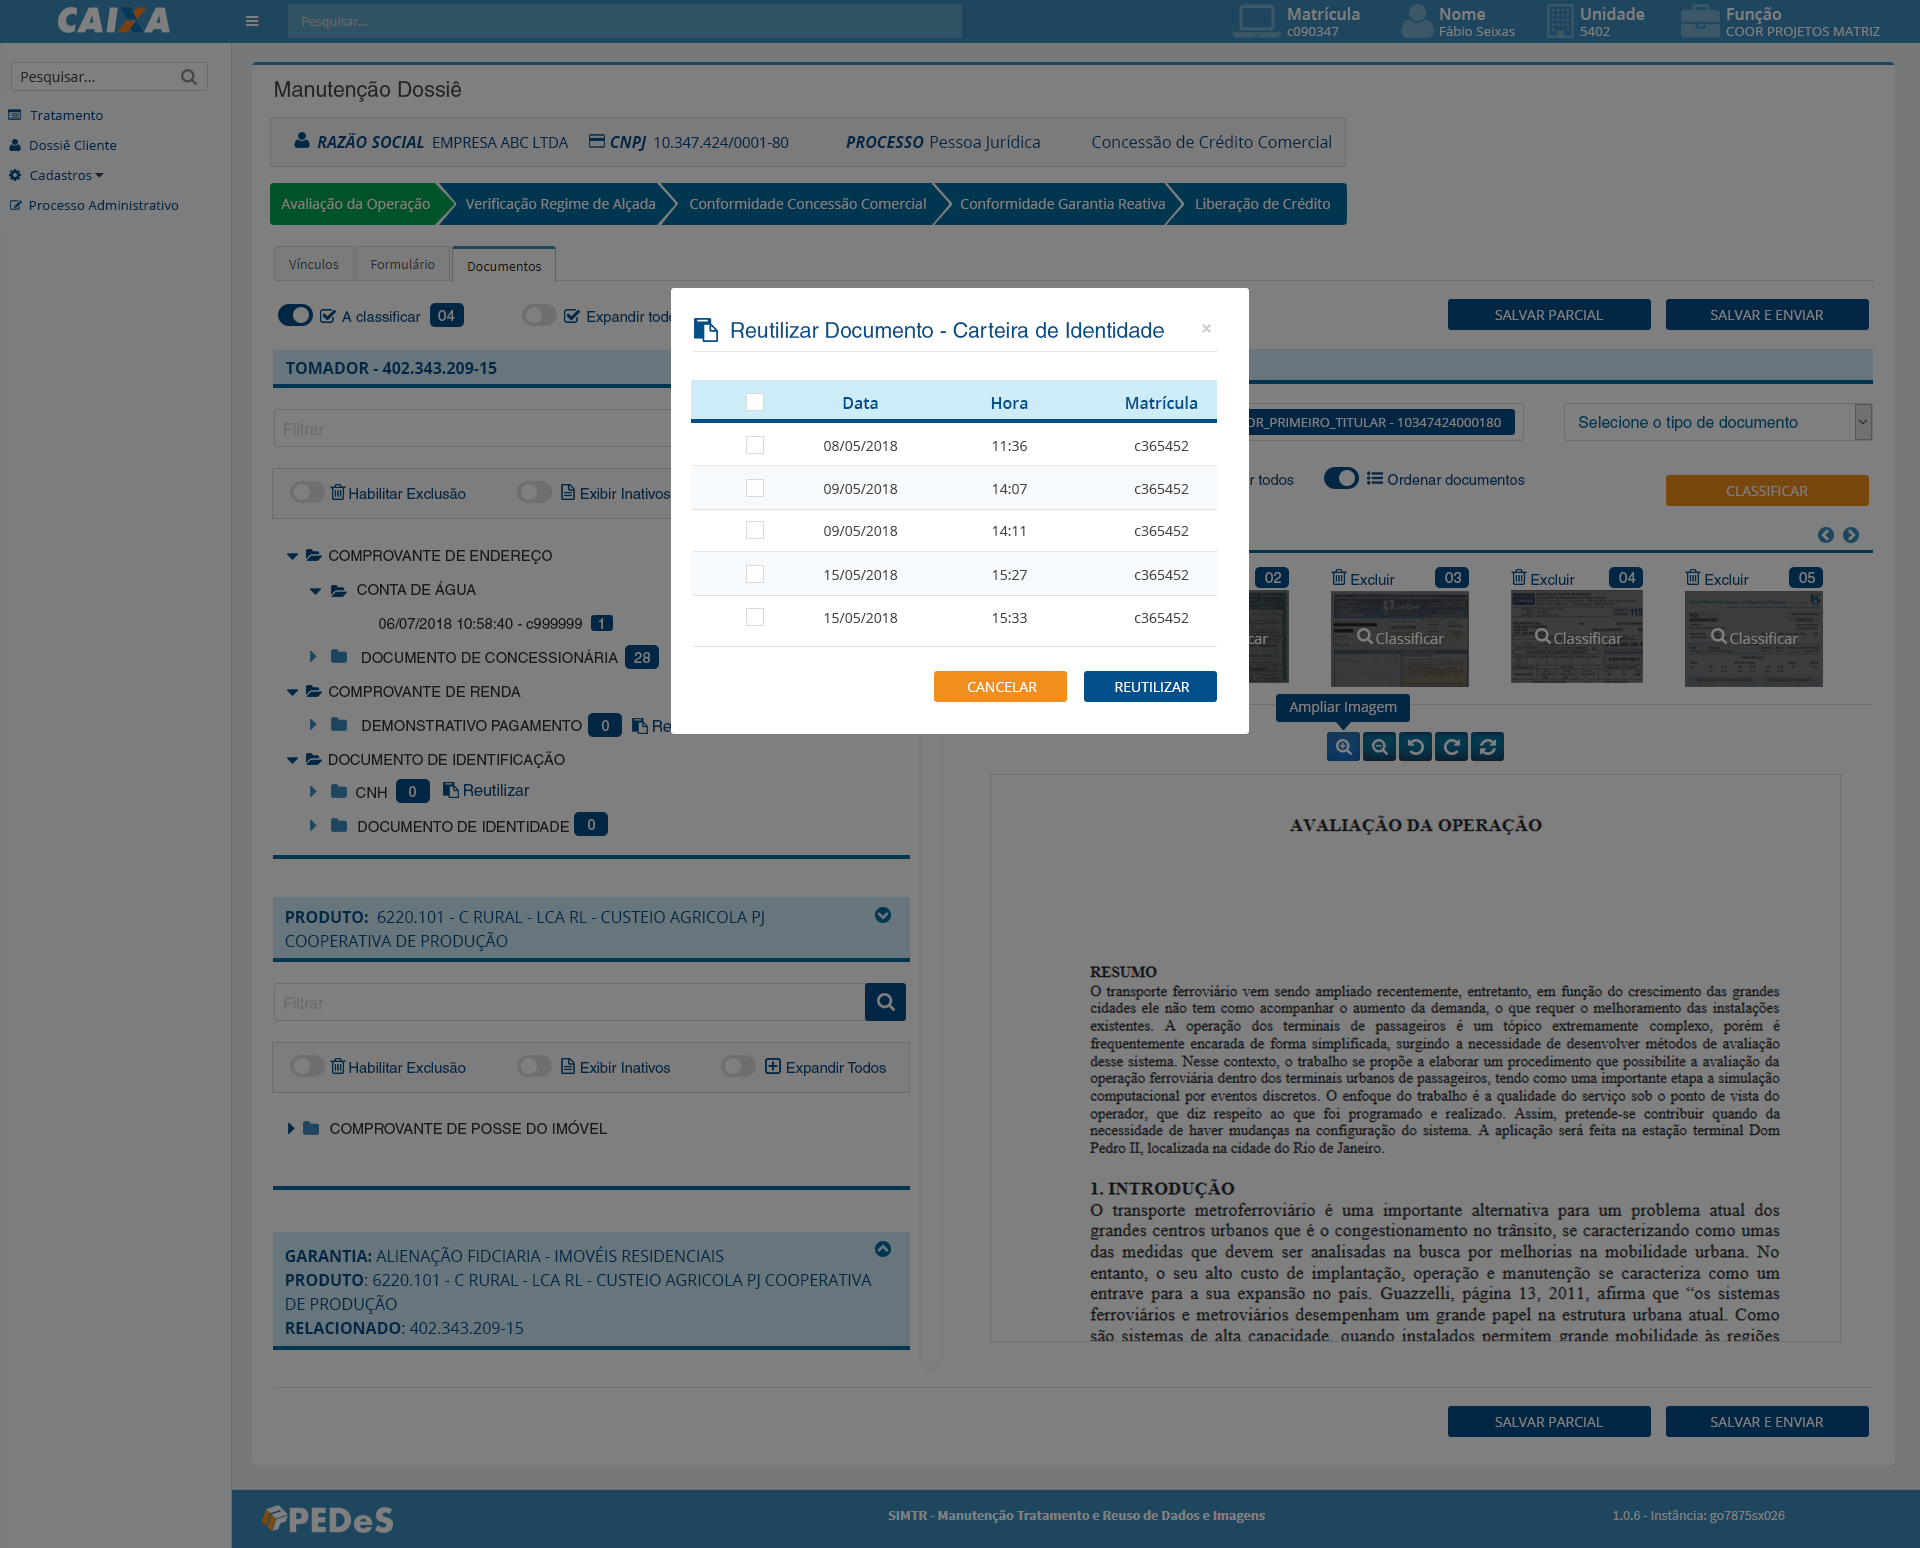 CAIXA
Pesquisar...
Matrícula
c090347
Nome
Fábio Seixas
Unidade
5402
Função
COOR PROJETOS MATRIZ
Pesquisar...
Tratamento
Dossiê Cliente
Cadastros
Processo Administrativo
Manutenção Dossiê
RAZÃO SOCIAL EMPRESA ABC LTDA CNPJ 10.347.424/0001-80 PROCESSO Pessoa Jurídica Concessão de Crédito Comercial
Avaliação da Operação Verificação Regime de Alçada Conformidade Concessão Comercial Conformidade Garantia Reativa Liberação de Crédito
Vínculos Formulário Documentos
A classificar 04 Expandir todo
SALVAR PARCIAL SALVAR E ENVIAR
Reutilizar Documento - Carteira de Identidade ×
Data Hora Matrícula
08/05/2018 11:36 c365452
09/05/2018 14:07 c365452
09/05/2018 14:11 c365452
15/05/2018 15:27 c365452
15/05/2018 15:33 c365452
CANCELAR REUTILIZAR
TOMADOR - 402.343.209-15
Filtrar
Habilitar Exclusão Exibir Inativos
COMPROVANTE DE ENDEREÇO
CONTA DE ÁGUA
06/07/2018 10:58:40 - c999999 1
DOCUMENTO DE CONCESSIONÁRIA 28
COMPROVANTE DE RENDA
DEMONSTRATIVO PAGAMENTO 0 Re
DOCUMENTO DE IDENTIFICAÇÃO
CNH 0 Reutilizar
DOCUMENTO DE IDENTIDADE 0
PRODUTO: 6220.101 - C RURAL - LCA RL - CUSTEIO AGRICOLA PJ
COOPERATIVA DE PRODUÇÃO
Filtrar
Habilitar Exclusão Exibir Inativos Expandir Todos
COMPROVANTE DE POSSE DO IMÓVEL
GARANTIA: ALIENAÇÃO FIDCIARIA - IMOVÉIS RESIDENCIAIS
PRODUTO: 6220.101 - C RURAL - LCA RL - CUSTEIO AGRICOLA PJ COOPERATIVA
DE PRODUÇÃO
RELACIONADO: 402.343.209-15
OR_PRIMEIRO_TITULAR - 10347424000180
Selecione o tipo de documento
r todos Ordenar documentos
CLASSIFICAR
02 Excluir 03 Excluir 04 Excluir 05
celpe
115
car Classificar Classificar Classificar
Ampliar Imagem
AVALIAÇÃO DA OPERAÇÃO
RESUMO
O transporte ferroviário vem sendo ampliado recentemente, entretanto, em função do crescimento das grandes
cidades ele não tem como acompanhar o aumento da demanda, o que requer o melhoramento das instalações
existentes. A operação dos terminais de passageiros é um tópico extremamente complexo, porém é
frequentemente encarada de forma simplificada, surgindo a necessidade de desenvolver métodos de avaliação
desse sistema. Nesse contexto, o trabalho se propõe a elaborar um procedimento que possibilite a avaliação da
operação ferroviária dentro dos terminais urbanos de passageiros, tendo como uma importante etapa a simulação
computacional por eventos discretos. O enfoque do trabalho é a qualidade do serviço sob o ponto de vista do
operador, que diz respeito ao que foi programado e realizado. Assim, pretende-se contribuir quando da
necessidade de haver mudanças na configuração do sistema. A aplicação será feita na estação terminal Dom
Pedro II, localizada na cidade do Rio de Janeiro.
1. INTRODUÇÃO
O transporte metroferroviário é uma importante alternativa para um problema atual dos
grandes centros urbanos que é o congestionamento no trânsito, se caracterizando como umas
das medidas que devem ser analisadas na busca por melhorias na mobilidade urbana. No
entanto, o seu alto custo de implantação, operação e manutenção se caracteriza como um
entrave para a sua expansão no país. Guazzelli, página 13, 2011, afirma que “os sistemas
ferroviários e metroviários desempenham um grande papel na estrutura urbana atual. Como
são sistemas de alta capacidade, quando instalados permitem grande mobilidade às regiões
SALVAR PARCIAL SALVAR E ENVIAR
PEDeS
SIMTR - Manutenção Tratamento e Reuso de Dados e Imagens
1.0.6 - Instância: go7875sx026